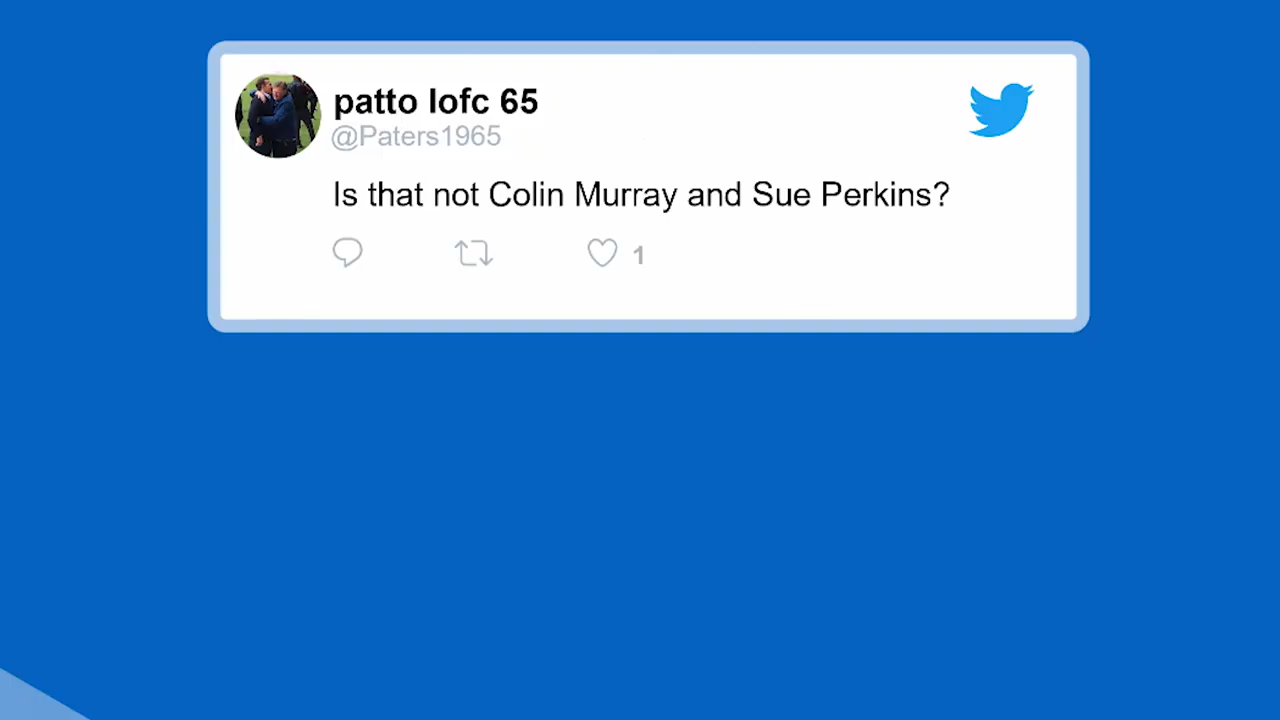 patto lofc 65
@Paters1965
Is that not Colin Murray and Sue Perkins?
1